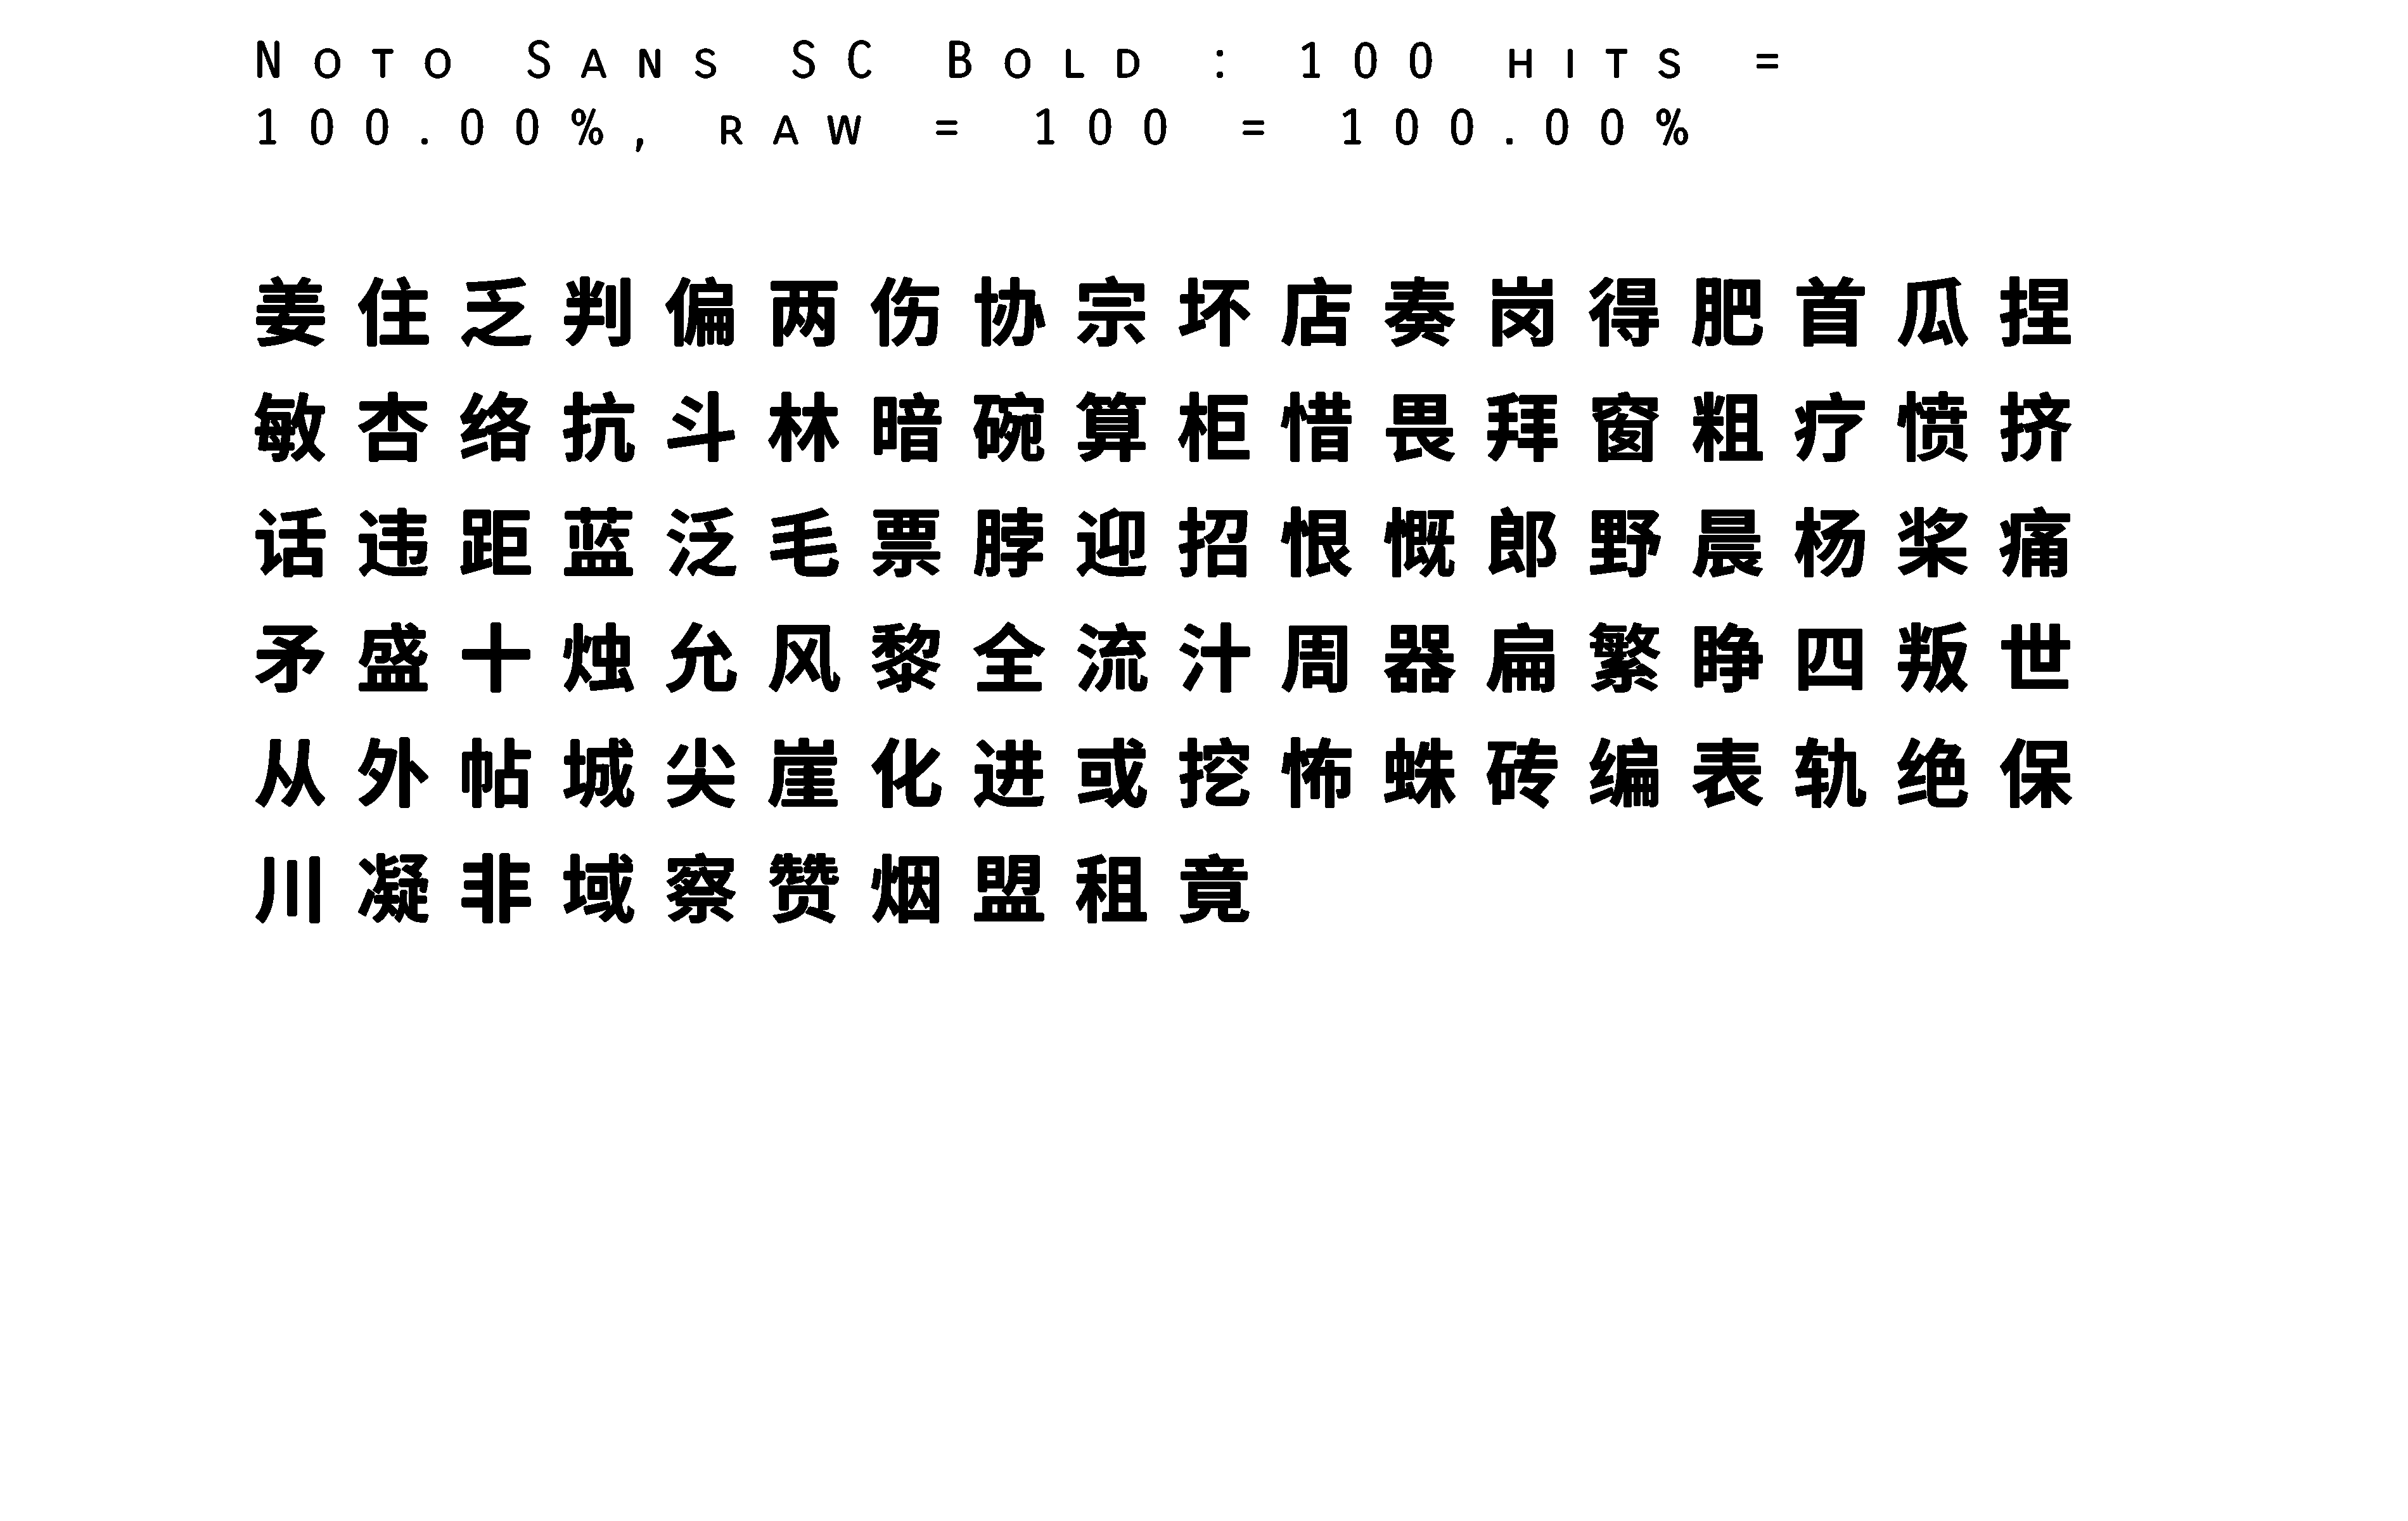 Noto Sans SC Bold : 100 hits =
100.00%, raw = 100 = 100.00%
姜住乏判偏两伤协宗坏店奏岗得肥首瓜捏
敏杏络抗斗林暗碗算柜惜畏拜窗粗疗愤挤
话违距蓝泛毛票脖迎招恨慨郎野晨杨桨痛
矛盛十烛允风黎全流汁周器扁繁睁四叛世
从外帖城尖崖化进或挖怖蛛砖编表轨绝保
川凝非域察赞烟盟租竟